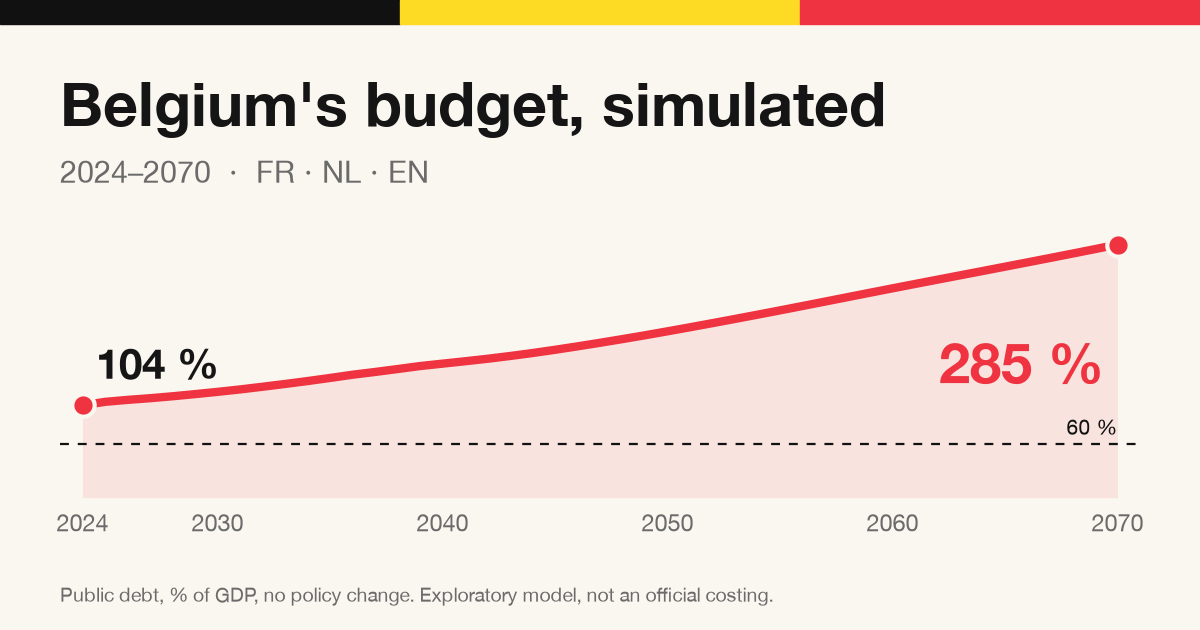 Belgium's budget, simulated
2024–2070 · FR · NL · EN
104 %
285 %
60 %
2024 2030 2040 2050 2060 2070
Public debt, % of GDP, no policy change. Exploratory model, not an official costing.